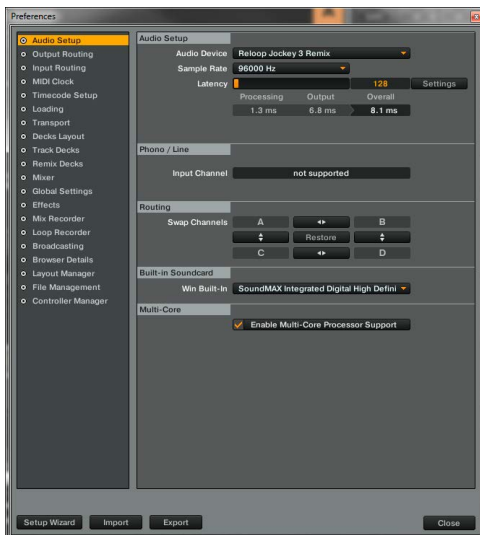 Preferences
Audio Setup
Output Routing
Input Routing
MIDI Clock
Timecode Setup
Loading
Transport
Decks Layout
Track Decks
Remix Decks
Mixer
Global Settings
Effects
Mix Recorder
Loop Recorder
Broadcasting
Browser Details
Layout Manager
File Management
Controller Manager
Audio Setup
Audio Device Reloop Jockey 3 Remix
Sample Rate 96000 Hz
Latency 128 Settings
Processing Output Overall
1.3 ms 6.8 ms 8.1 ms
Phono / Line
Input Channel not supported
Routing
Swap Channels A B
Restore
C D
Built-in Soundcard
Win Built-In SoundMAX Integrated Digital High Defini
Multi-Core
Enable Multi-Core Processor Support
Setup Wizard Import Export Close